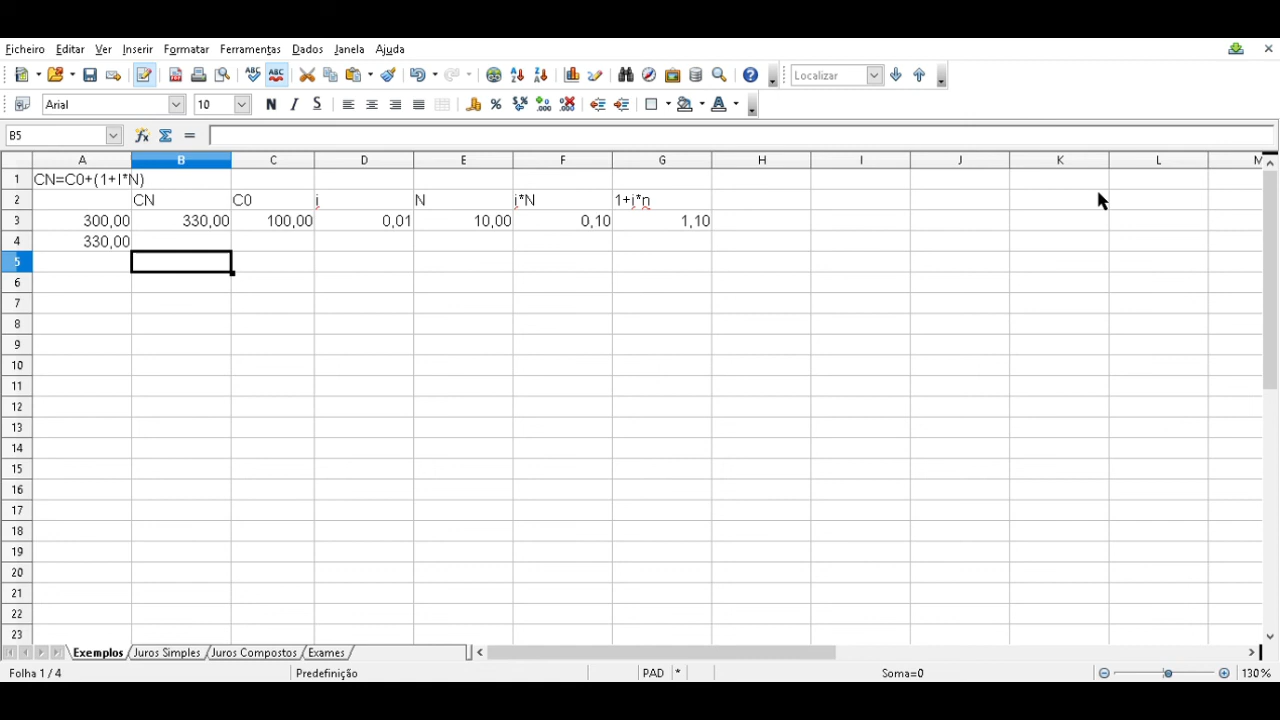 Ficheiro Editar Ver Inserir Formatar Ferramentas Dados Janela Ajuda
Localizar
Arial 10 N I S
B5
A B C D E F G H I J K L M
1 CN=C0+(1+I*N)
2 CN C0 i N i*N 1+i*n
3 300,00 330,00 100,00 0,01 10,00 0,10 1,10
4 330,00
5
6
7
8
9
10
11
12
13
14
15
16
17
18
19
20
21
22
23
Exemplos Juros Simples Juros Compostos Exames
Folha 1 / 4 Predefinição PAD * Soma=0 130%